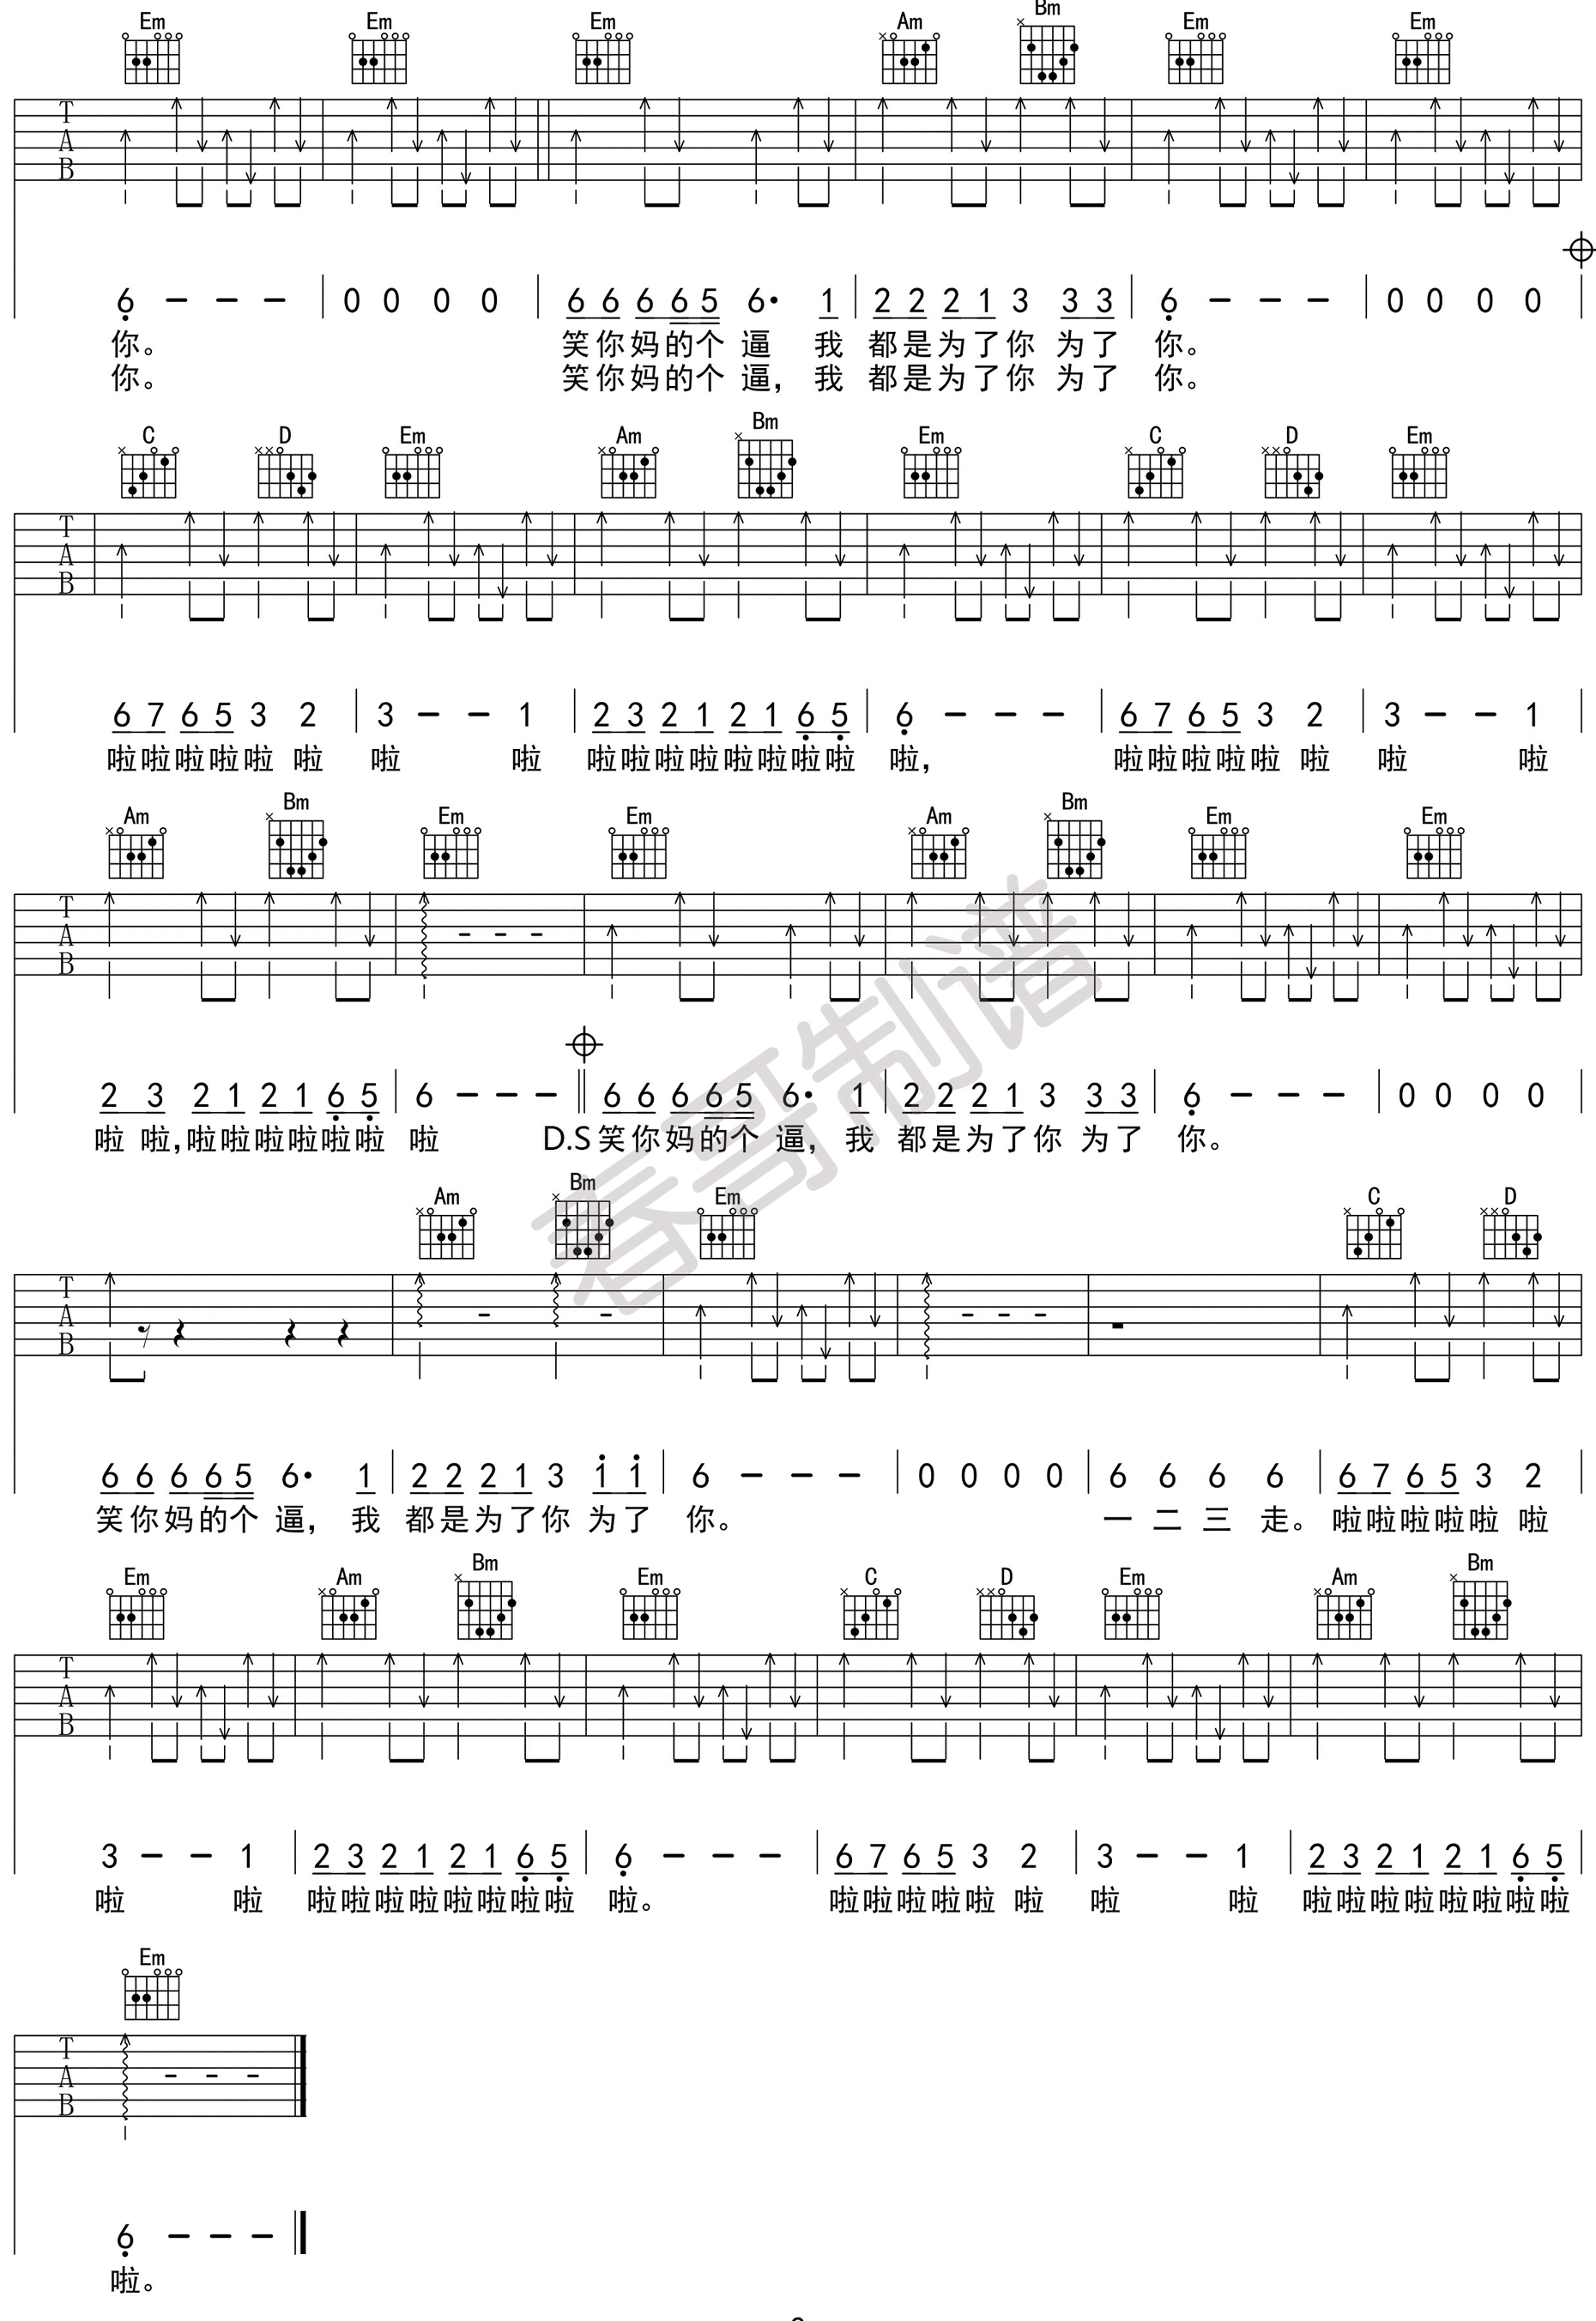 Em Em Em Am Bm Em Em
T
A
B
6 - - - | 0 0 0 0 | 6 6 6 6 5 6· 1 | 2 2 2 1 3 3 3 | 6 - - - | 0 0 0 0 |
你。 笑你妈的个 逼 我 都是为了你 为了 你。
你。 笑你妈的个 逼, 我 都是为了你 为了 你。
C D Em Am Bm Em C D Em
T
A
B
6 7 6 5 3 2 | 3 - - 1 | 2 3 2 1 2 1 6 5 | 6 - - - | 6 7 6 5 3 2 | 3 - - 1 |
啦啦啦啦啦 啦 啦 啦 啦啦啦啦啦啦啦啦 啦, 啦啦啦啦啦 啦 啦 啦
Am Bm Em Em Am Bm Em Em
T
A
B
2 3 2 1 2 1 6 5 | 6 - - - || 6 6 6 6 5 6· 1 | 2 2 2 1 3 3 3 | 6 - - - | 0 0 0 0 |
啦 啦,啦啦啦啦啦啦 啦 D.S 笑你妈的个 逼, 我 都是为了你 为了 你。
春哥制谱
Am Bm Em C D
T
A
B
6 6 6 6 5 6· 1 | 2 2 2 1 3 1 1 | 6 - - - | 0 0 0 0 | 6 6 6 6 | 6 7 6 5 3 2 |
笑你妈的个 逼, 我 都是为了你 为了 你。 一 二 三 走。 啦啦啦啦啦 啦
Em Am Bm Em C D Em Am Bm
T
A
B
3 - - 1 | 2 3 2 1 2 1 6 5 | 6 - - - | 6 7 6 5 3 2 | 3 - - 1 | 2 3 2 1 2 1 6 5 |
啦 啦 啦啦啦啦啦啦啦啦 啦。 啦啦啦啦啦 啦 啦 啦 啦啦啦啦啦啦啦啦
Em
T
A
B
6 - - - ||
啦。